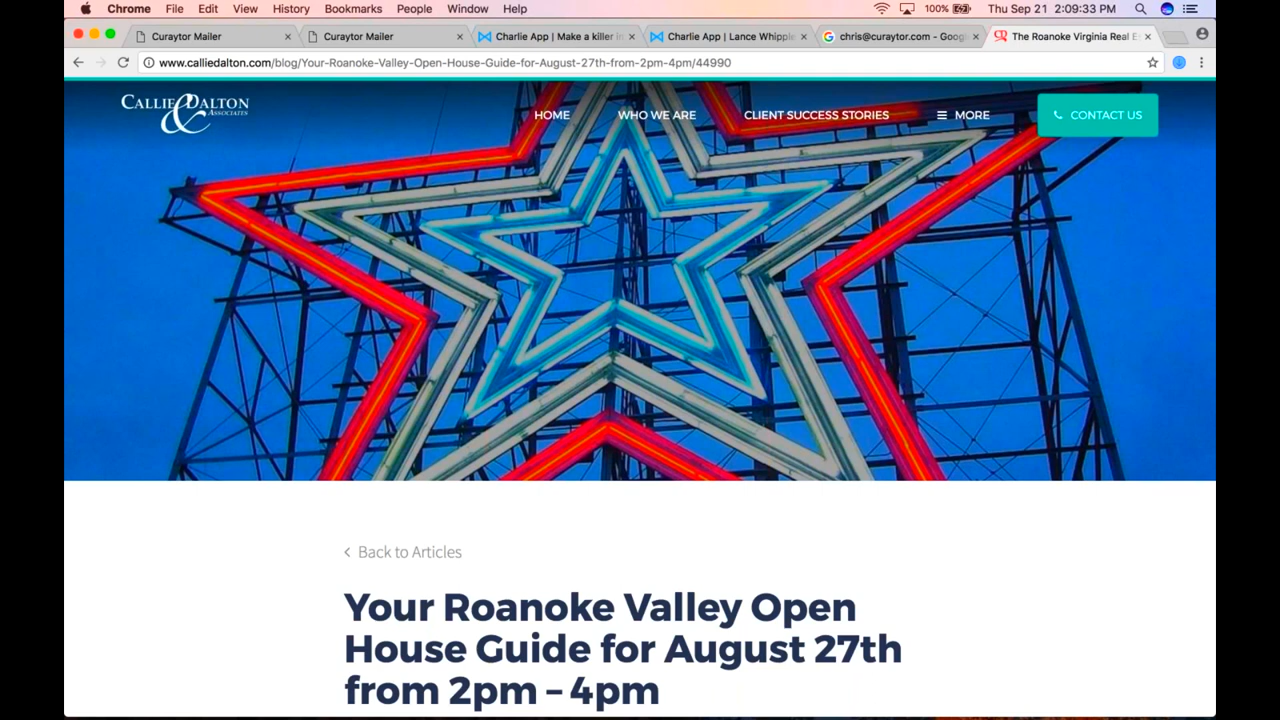 Chrome File Edit View History Bookmarks People Window Help 100% Thu Sep 21 2:09:33 PM
Curaytor Mailer Curaytor Mailer Charlie App | Make a killer in Charlie App | Lance Whipple chris@curaytor.com - Google The Roanoke Virginia Real E
www.calliedalton.com/blog/Your-Roanoke-Valley-Open-House-Guide-for-August-27th-from-2pm-4pm/44990
CALLIE DALTON
& ASSOCIATES
HOME WHO WE ARE CLIENT SUCCESS STORIES MORE CONTACT US
Back to Articles
Your Roanoke Valley Open
House Guide for August 27th
from 2pm – 4pm